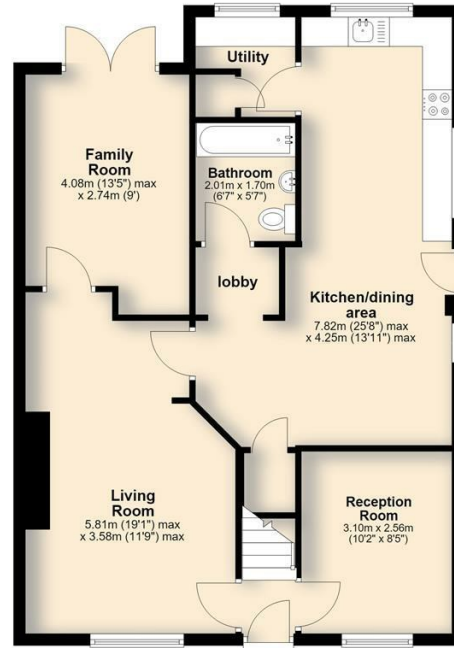 Utility
Family
Room
4.08m (13'5") max
x 2.74m (9')
Bathroom
2.01m x 1.70m
(6'7" x 5'7")
lobby
Kitchen/dining
area
7.82m (25'8") max
x 4.25m (13'11") max
Living
Room
5.81m (19'1") max
x 3.58m (11'9") max
Reception
Room
3.10m x 2.56m
(10'2" x 8'5")